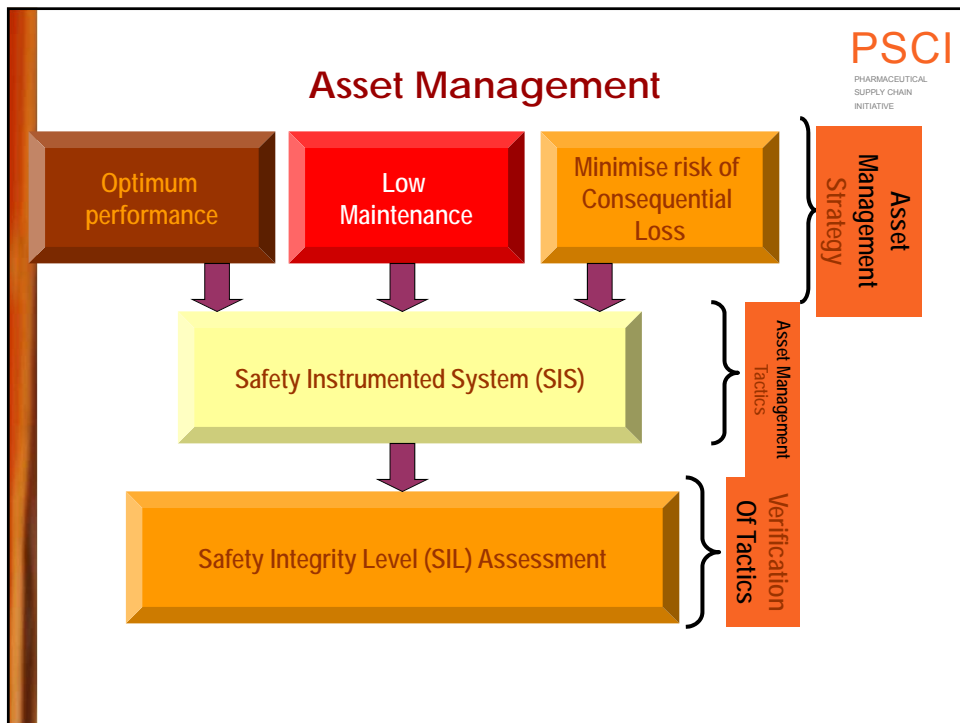 PSCI
PHARMACEUTICAL
SUPPLY CHAIN
INITIATIVE
Asset Management
Optimum
performance
Low
Maintenance
Minimise risk of
Consequential
Loss
Asset
Management
Strategy
Safety Instrumented System (SIS)
Asset Management
Tactics
Safety Integrity Level (SIL) Assessment
Verification
Of Tactics